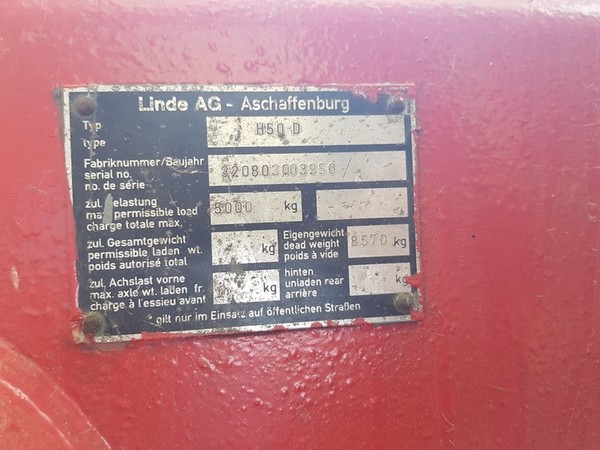 Linde AG - Aschaffenburg
Typ
type
H50 D
Fabriknummer/Baujahr
serial no.
no. de série
/
zul. Belastung
max permissible load
charge totale max.
5000 kg
zul. Gesamtgewicht
permissible laden wt.
poids autorisé total
kg
Eigengewicht
dead weight
poids à vide
8570 kg
zul. Achslast vorne
max. axle wt. laden fr.
charge à l'essieu avant
kg
hinten
unladen rear
arrière
kg
gilt nur im Einsatz auf öffentlichen Straßen